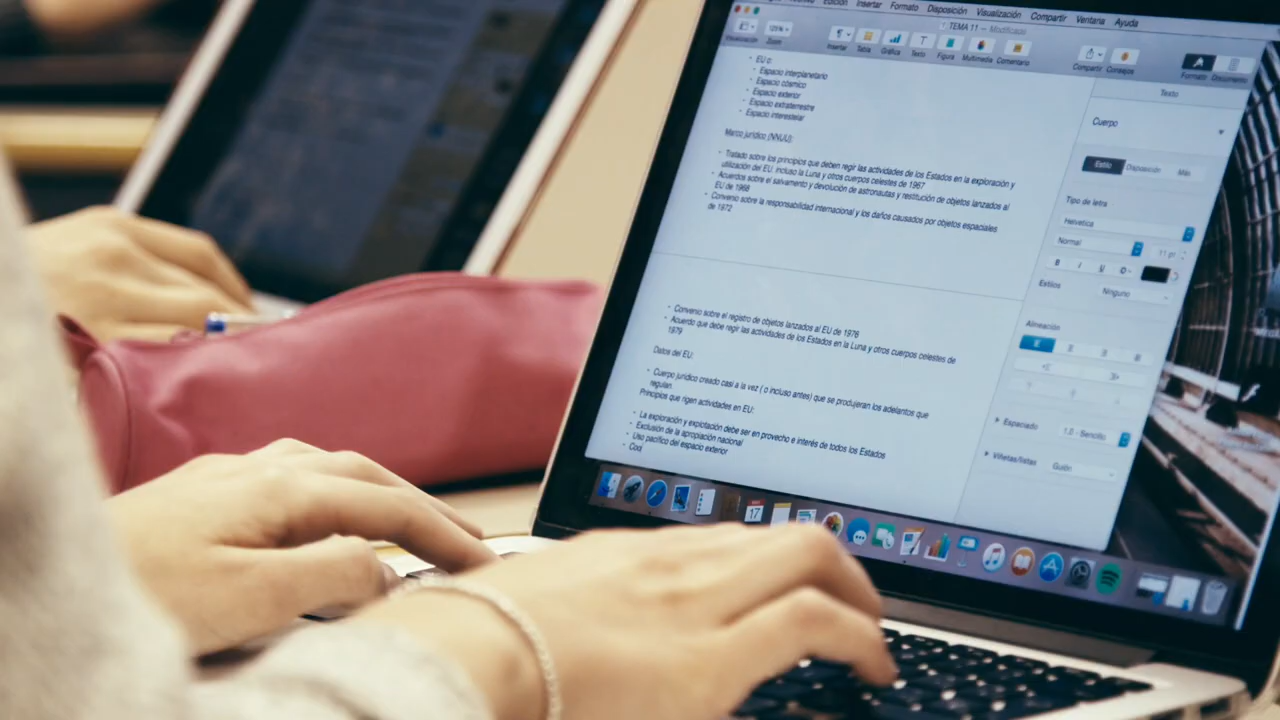 Edición Insertar Formato Disposición Visualización Compartir Ventana Ayuda
TEMA 11 — Modificado
125%
Zoom Insertar Tabla Gráfica Texto Figura Multimedia Comentario Compartir Consejos Formato Documento
- EU o:
- Espacio interplanetario
- Espacio cósmico
- Espacio exterior
- Espacio extraterrestre
- Espacio interestelar
Marco jurídico (NNUU):
- Tratado sobre los principios que deben regir las actividades de los Estados en la exploración y
utilización del EU, incluso la Luna y otros cuerpos celestes de 1967
- Acuerdos sobre el salvamento y devolución de astronautas y restitución de objetos lanzados al
EU de 1968
- Convenio sobre la responsabilidad internacional y los daños causados por objetos espaciales
de 1972
- Convenio sobre el registro de objetos lanzados al EU de 1976
- Acuerdo que debe regir las actividades de los Estados en la Luna y otros cuerpos celestes de
1979
Datos del EU:
- Cuerpo jurídico creado casi a la vez ( o incluso antes) que se produjeran los adelantos que
regulan
Principios que rigen actividades en EU:
- La exploración y explotación debe ser en provecho e interés de todos los Estados
- Exclusión de la apropiación nacional
- Uso pacífico del espacio exterior
- Cod
Texto
Cuerpo
Estilo Disposición Más
Tipo de letra
Helvetica
Normal 11 pt
B I U
Estilos Ninguno
Alineación
Espaciado 1,0 - Sencillo
Viñetas/listas Guión
17